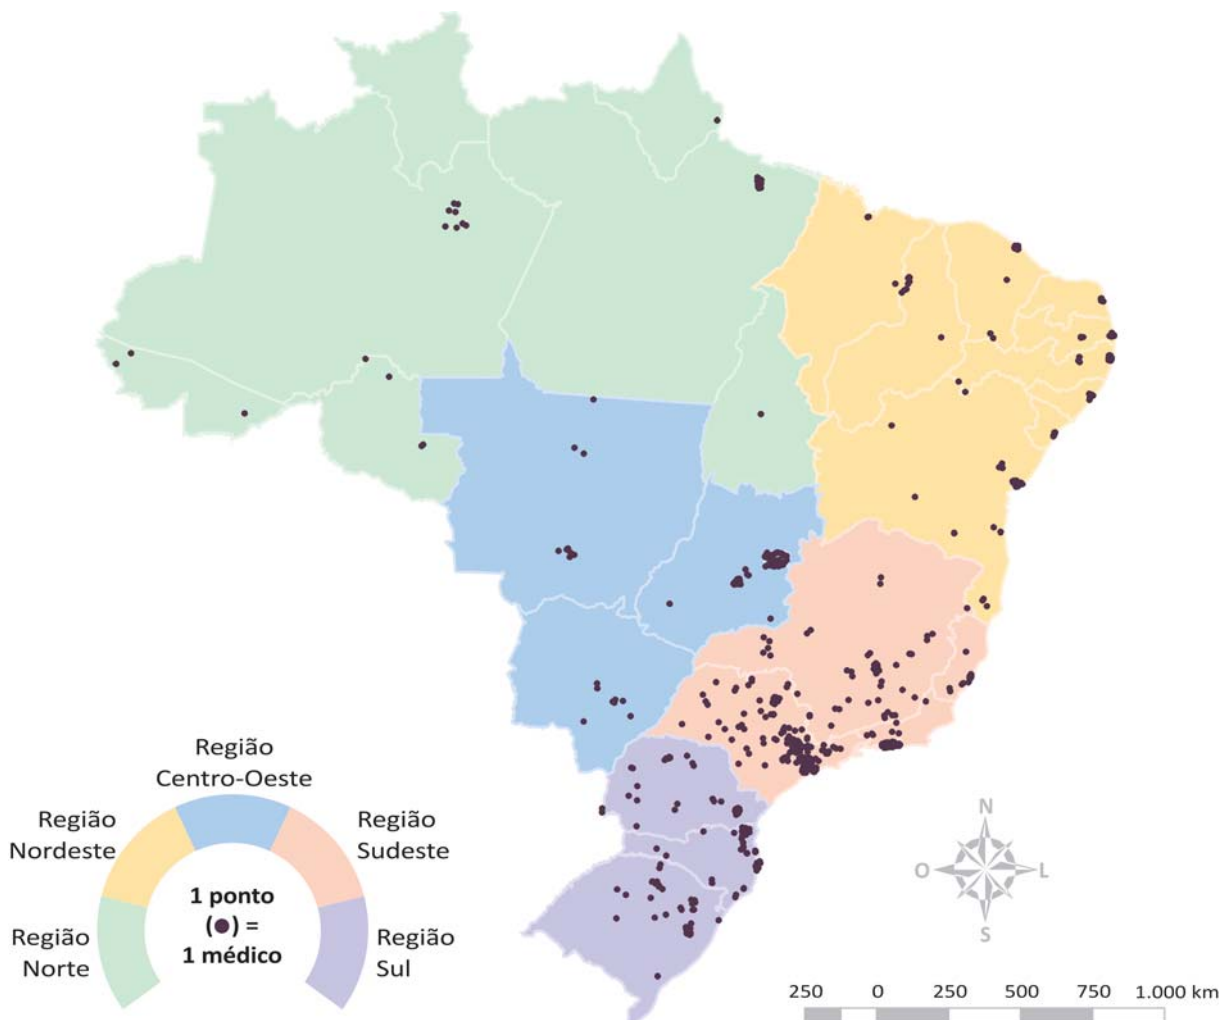 Região
Centro-Oeste
Região
Nordeste
Região
Sudeste
1 ponto
(●) =
1 médico
Região
Norte
Região
Sul
N
O
L
S
250
0
250
500
750
1.000 km